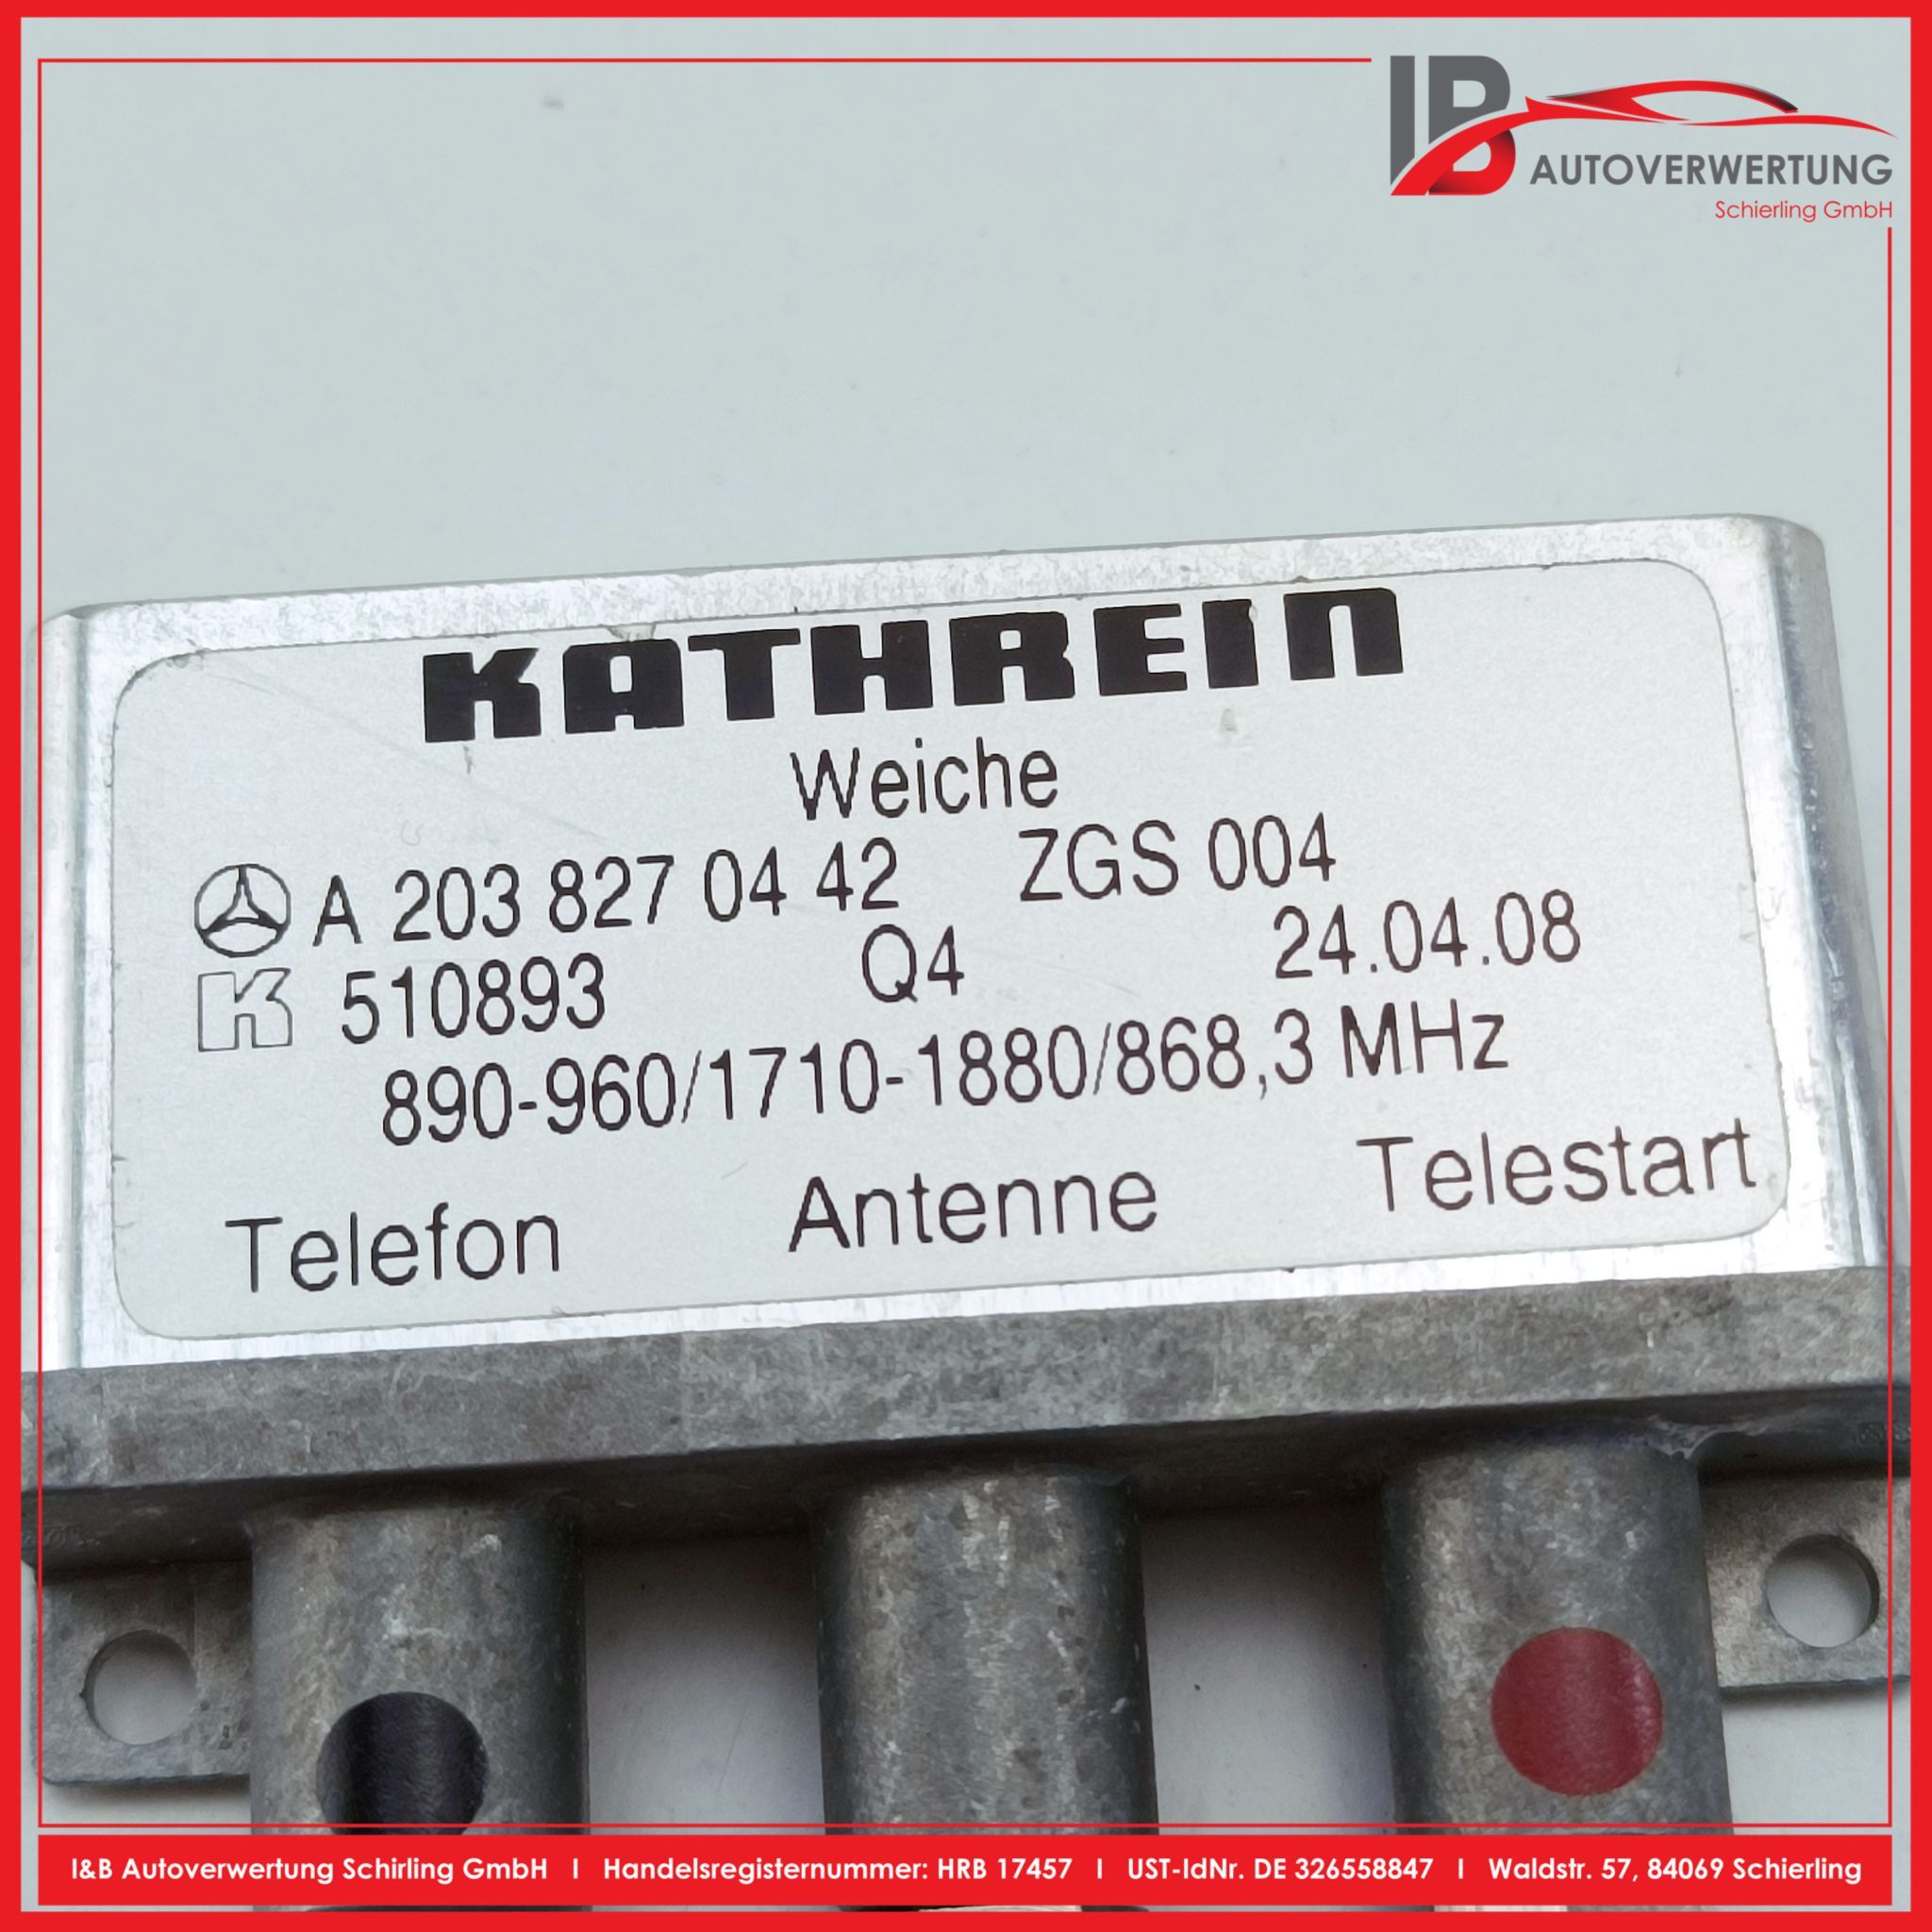 IB
AUTOVERWERTUNG
Schierling GmbH
KATHREIN
Weiche
A 203 827 04 42 ZGS 004
K 510893 Q4 24.04.08
890-960/1710-1880/868,3 MHz
Telefon Antenne Telestart
I&B Autoverwertung Schirling GmbH I Handelsregisternummer: HRB 17457 I UST-IdNr. DE 326558847 I Waldstr. 57, 84069 Schierling